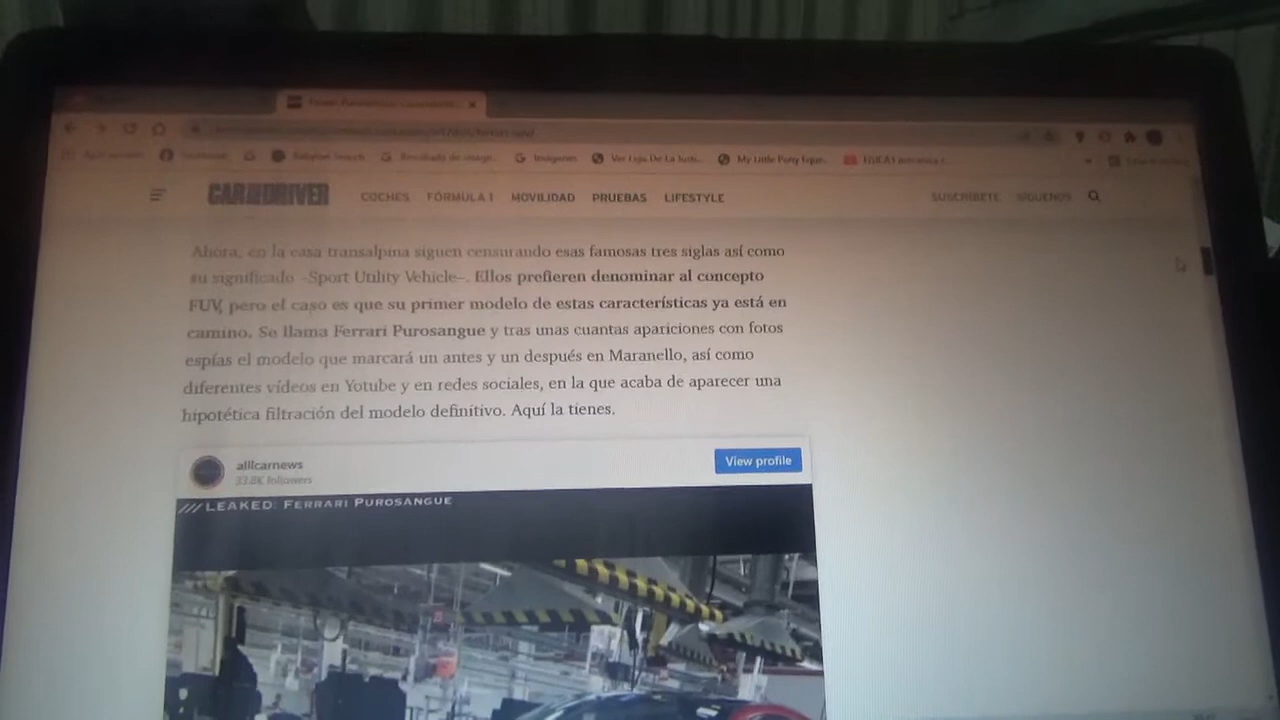 CAR AND DRIVER
COCHES FÓRMULA 1 MOVILIDAD PRUEBAS LIFESTYLE SUSCRÍBETE SÍGUENOS
Ahora, en la casa transalpina siguen censurando esas famosas tres siglas así como
su significado –Sport Utility Vehicle–. Ellos prefieren denominar al concepto
FUV, pero el caso es que su primer modelo de estas características ya está en
camino. Se llama Ferrari Purosangue y tras unas cuantas apariciones con fotos
espías el modelo que marcará un antes y un después en Maranello, así como
diferentes vídeos en Yotube y en redes sociales, en la que acaba de aparecer una
hipotética filtración del modelo definitivo. Aquí la tienes.
alllcarnews
33.8K followers
View profile
///LEAKED: FERRARI PUROSANGUE